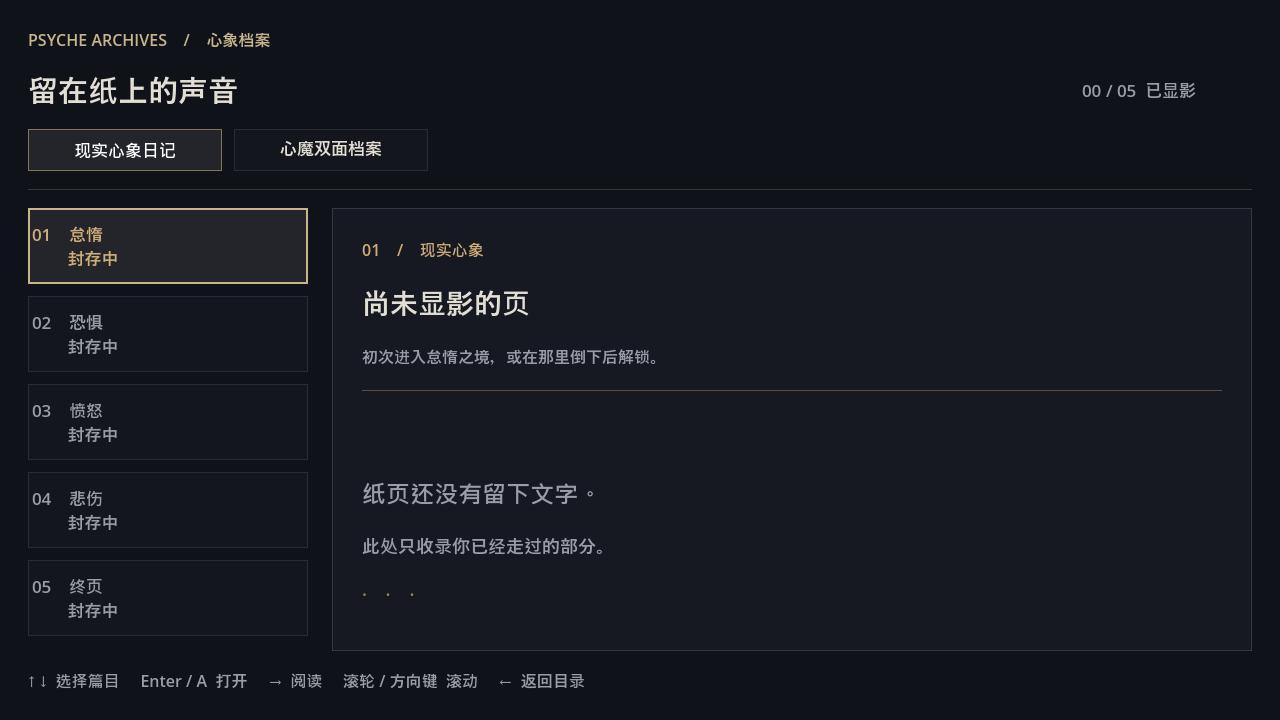 PSYCHE ARCHIVES / 心象档案
留在纸上的声音
00 / 05 已显影
现实心象日记
心魔双面档案
01 怠惰
封存中
02 恐惧
封存中
03 愤怒
封存中
04 悲伤
封存中
05 终页
封存中
01 / 现实心象
尚未显影的页
初次进入怠惰之境，或在那里倒下后解锁。
纸页还没有留下文字。
此处只收录你已经走过的部分。
· · ·
↑↓ 选择篇目 Enter / A 打开 → 阅读 滚轮 / 方向键 滚动 ← 返回目录